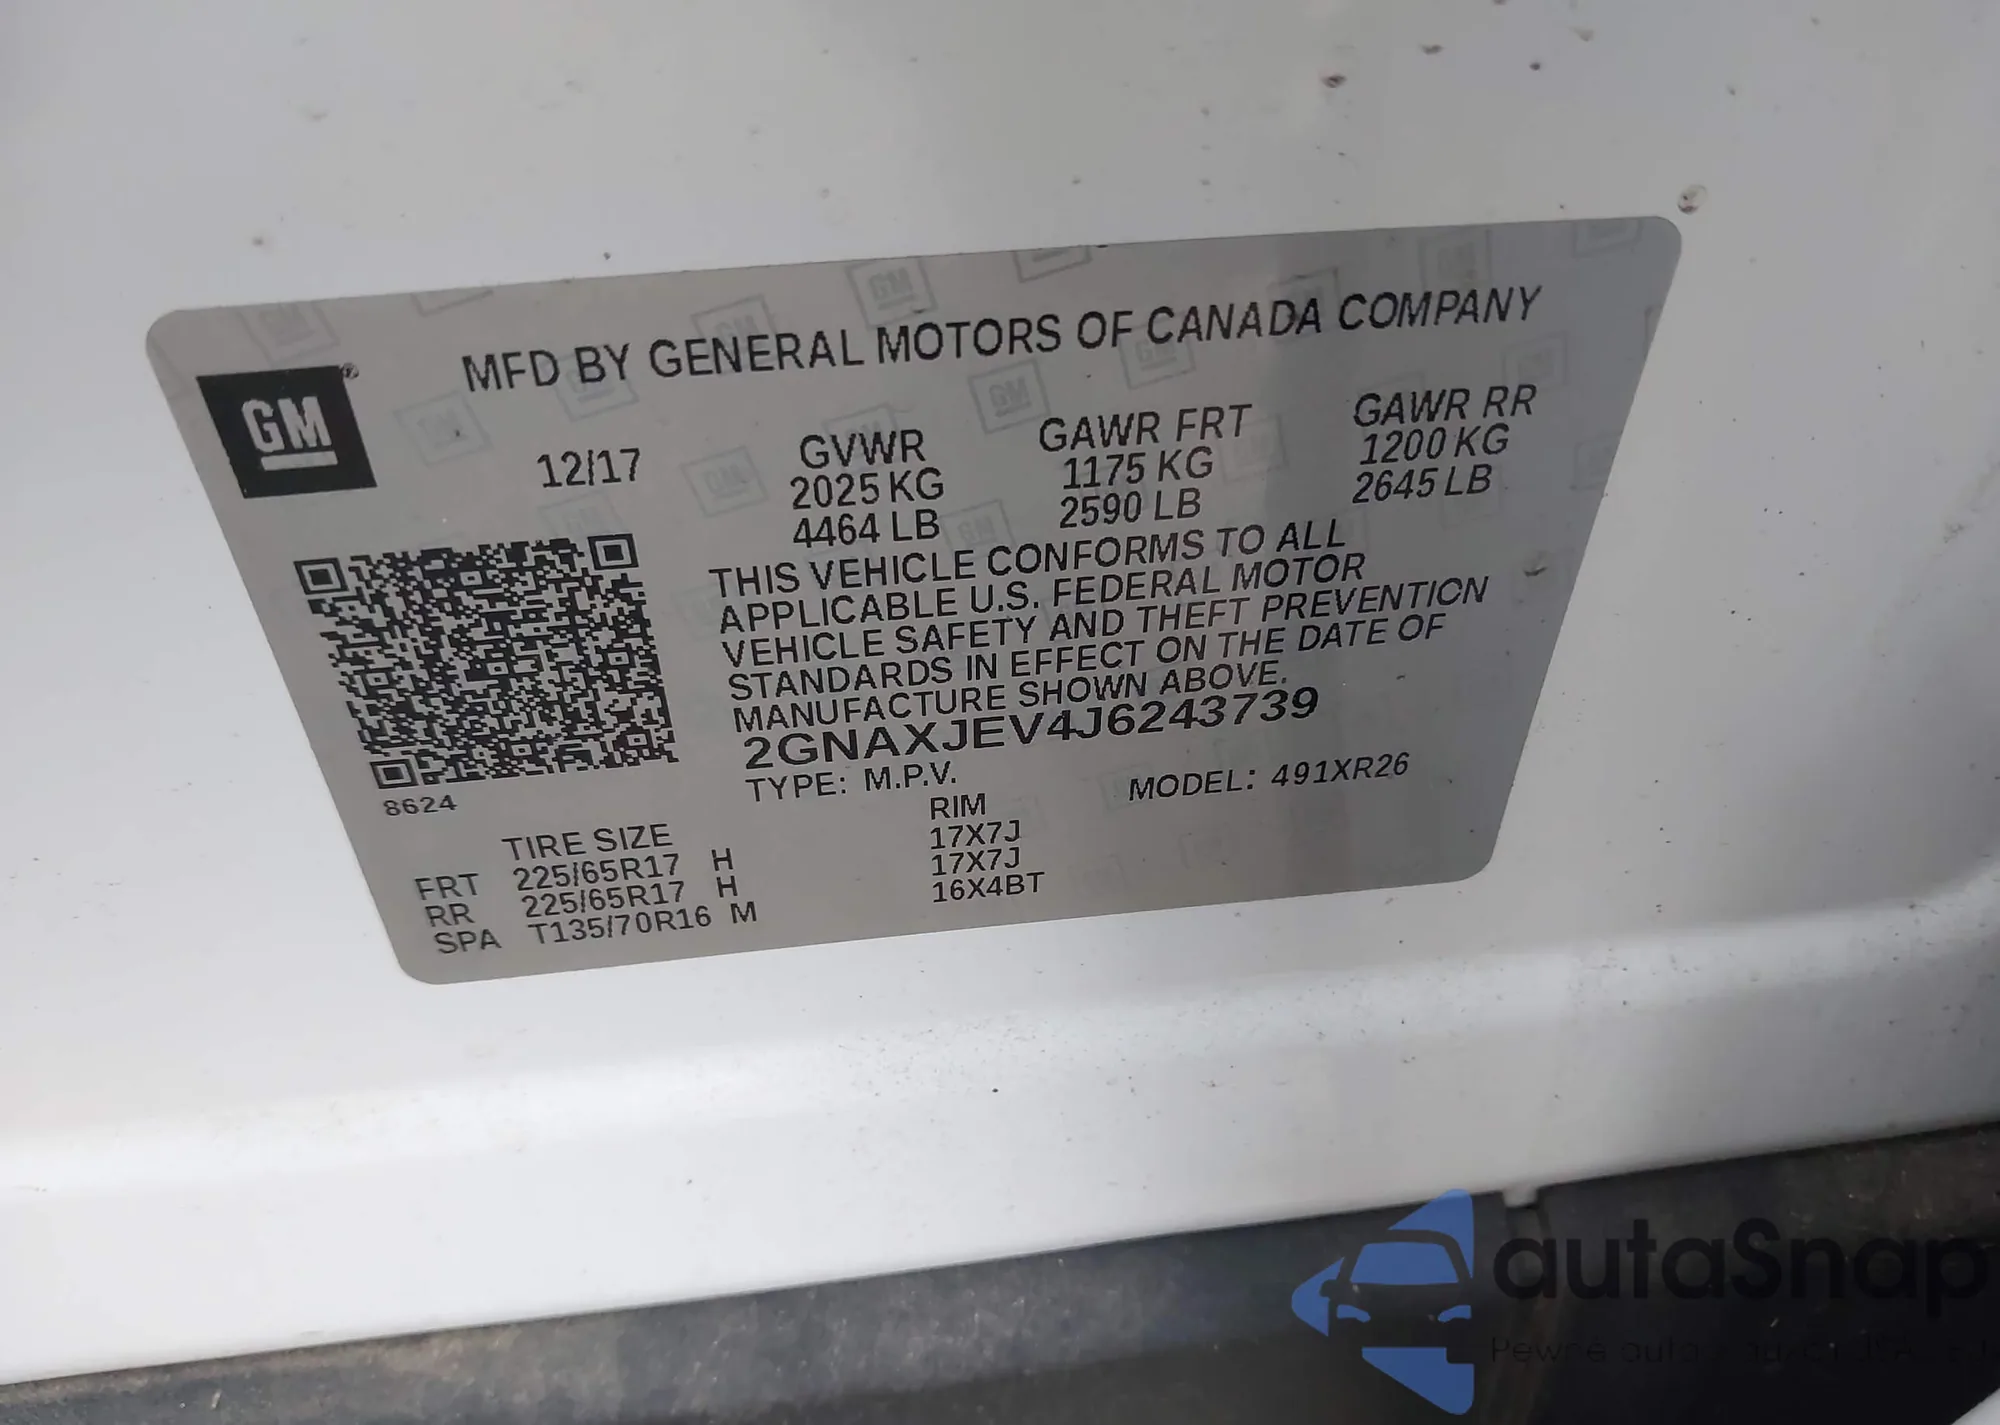 MFD BY GENERAL MOTORS OF CANADA COMPANY
GM ®
12/17
GVWR
2025 KG
4464 LB
GAWR FRT
1175 KG
2590 LB
GAWR RR
1200 KG
2645 LB
THIS VEHICLE CONFORMS TO ALL
APPLICABLE U.S. FEDERAL MOTOR
VEHICLE SAFETY AND THEFT PREVENTION
STANDARDS IN EFFECT ON THE DATE OF
MANUFACTURE SHOWN ABOVE.
2GNAXJEV4J6243739
TYPE: M.P.V. MODEL: 491XR26
8624
TIRE SIZE RIM
FRT 225/65R17 H 17X7J
RR 225/65R17 H 17X7J
SPA T135/70R16 M 16X4BT
autaSnap
Pewne auto